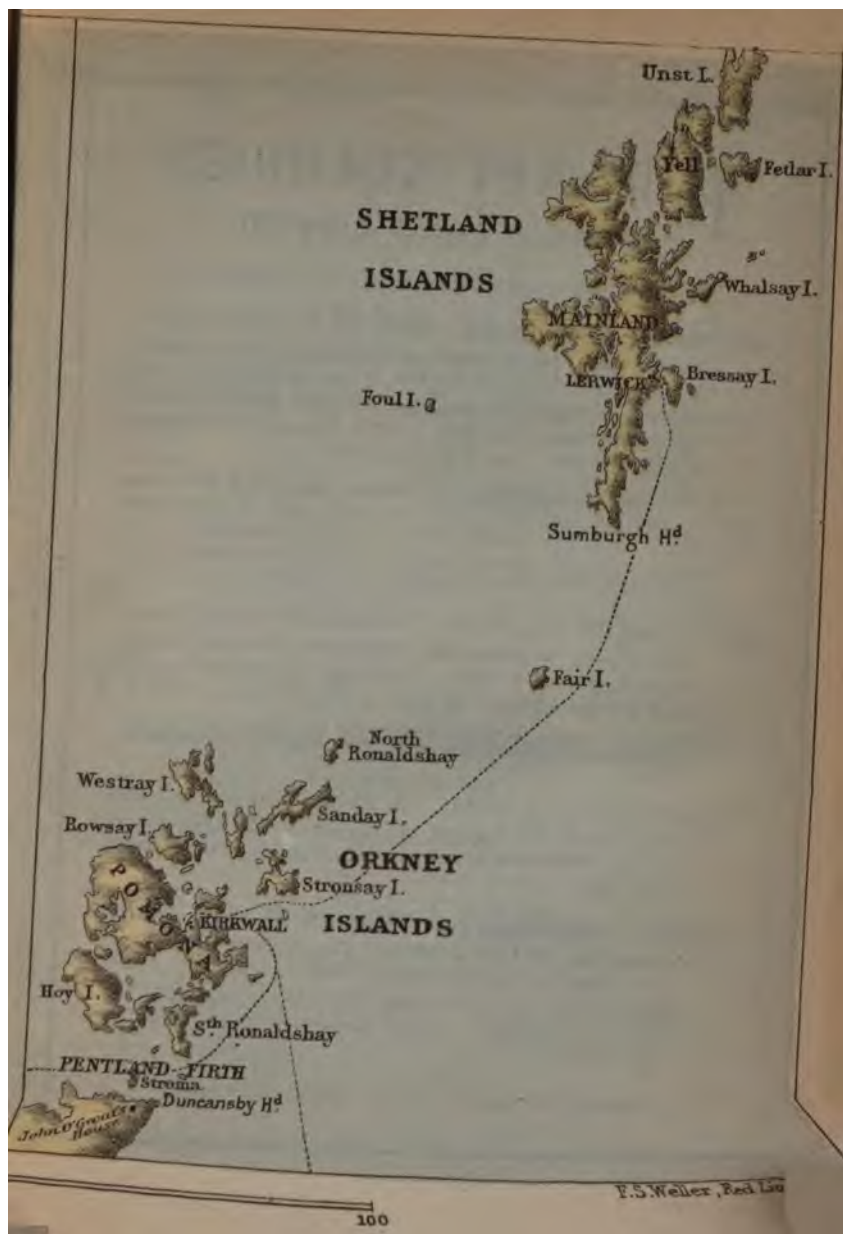 Unst I.
Yell
Fetlar I.
SHETLAND
ISLANDS
Whalsay I.
MAINLAND
LERWICK
Bressay I.
Foul I.
Sumburgh Hd
Fair I.
North
Ronaldshay
Westray I.
Sanday I.
Rowsay I.
ORKNEY
ISLANDS
Stronsay I.
POMONA
KIRKWALL
Hoy I.
Sth Ronaldshay
PENTLAND FIRTH
Stroma
Duncansby Hd
John O'Groat's
House
F.S. Weller, Red Lio
100